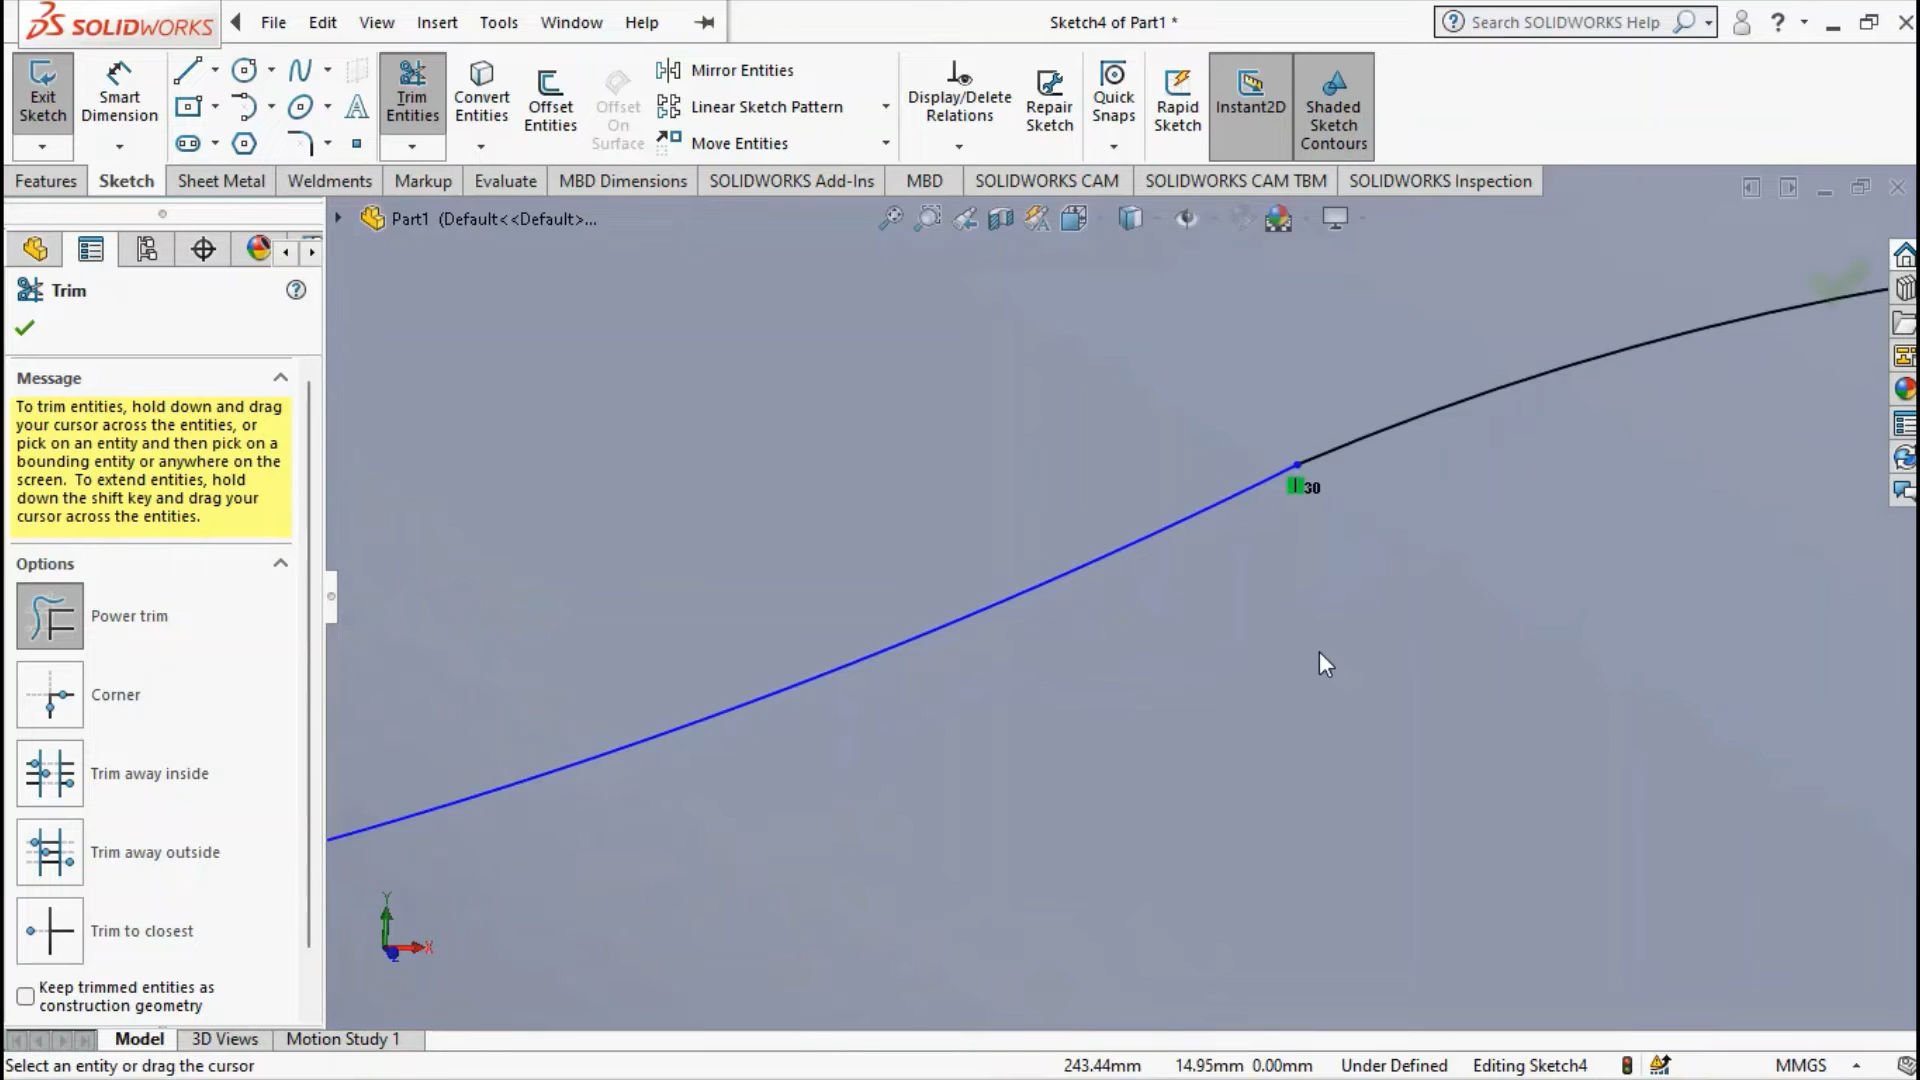 SOLIDWORKS
File Edit View Insert Tools Window Help
Sketch4 of Part1 *
Search SOLIDWORKS Help
Exit Sketch
Smart Dimension
Trim Entities
Convert Entities
Offset Entities
Offset On Surface
Mirror Entities
Linear Sketch Pattern
Move Entities
Display/Delete Relations
Repair Sketch
Quick Snaps
Rapid Sketch
Instant2D
Shaded Sketch Contours
Features Sketch Sheet Metal Weldments Markup Evaluate MBD Dimensions SOLIDWORKS Add-Ins MBD SOLIDWORKS CAM SOLIDWORKS CAM TBM SOLIDWORKS Inspection
Part1 (Default<<Default>...
Trim
Message
To trim entities, hold down and drag
your cursor across the entities, or
pick on an entity and then pick on a
bounding entity or anywhere on the
screen. To extend entities, hold
down the shift key and drag your
cursor across the entities.
Options
Power trim
Corner
Trim away inside
Trim away outside
Trim to closest
Keep trimmed entities as
construction geometry
30
Y
X
Z
Model 3D Views Motion Study 1
Select an entity or drag the cursor
243.44mm 14.95mm 0.00mm Under Defined Editing Sketch4 MMGS